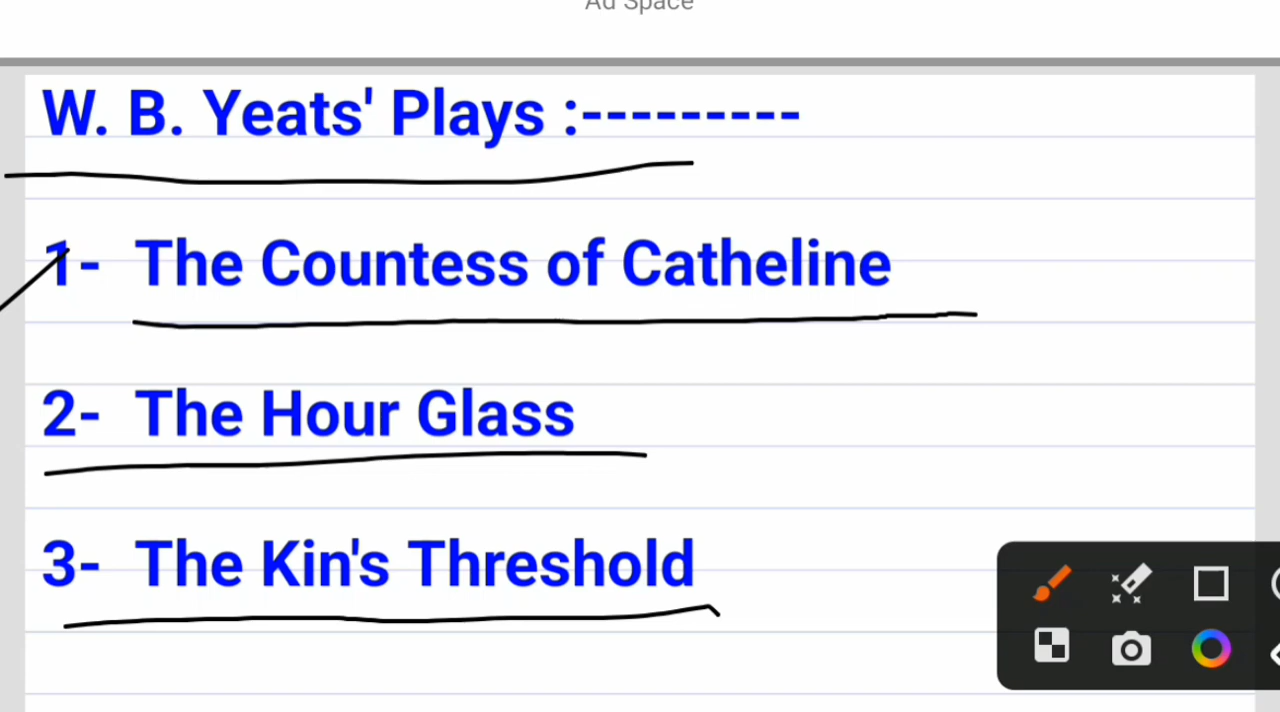 Ad Space
W. B. Yeats' Plays :---------
1- The Countess of Catheline
2- The Hour Glass
3- The Kin's Threshold